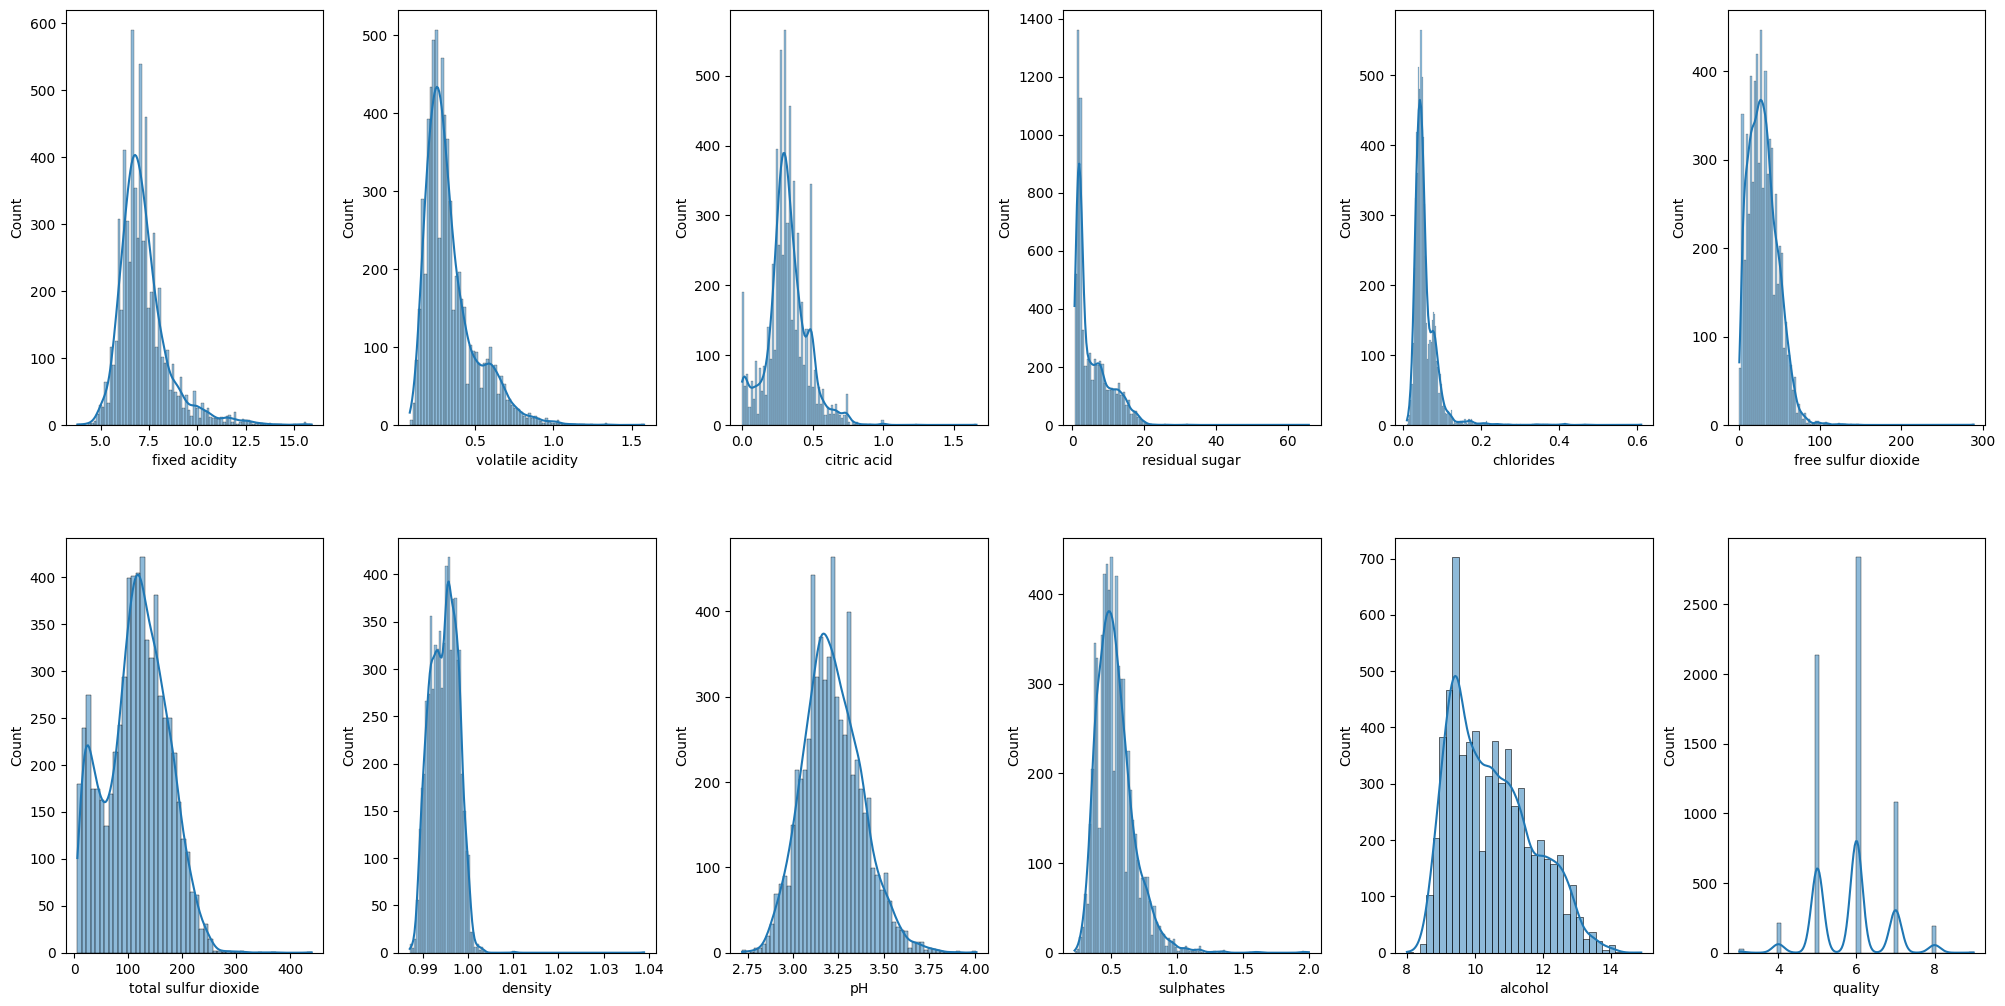 600
500
400
300
200
100
0
Count
5.0 7.5 10.0 12.5 15.0
fixed acidity
500
400
300
200
100
0
Count
0.5 1.0 1.5
volatile acidity
500
400
300
200
100
0
Count
0.0 0.5 1.0 1.5
citric acid
1400
1200
1000
800
600
400
200
0
Count
0 20 40 60
residual sugar
500
400
300
200
100
0
Count
0.0 0.2 0.4 0.6
chlorides
400
300
200
100
0
Count
0 100 200 300
free sulfur dioxide
400
350
300
250
200
150
100
50
0
Count
0 100 200 300 400
total sulfur dioxide
400
350
300
250
200
150
100
50
0
Count
0.99 1.00 1.01 1.02 1.03 1.04
density
400
300
200
100
0
Count
2.75 3.00 3.25 3.50 3.75 4.00
pH
400
300
200
100
0
Count
0.5 1.0 1.5 2.0
sulphates
700
600
500
400
300
200
100
0
Count
8 10 12 14
alcohol
2500
2000
1500
1000
500
0
Count
4 6 8
quality